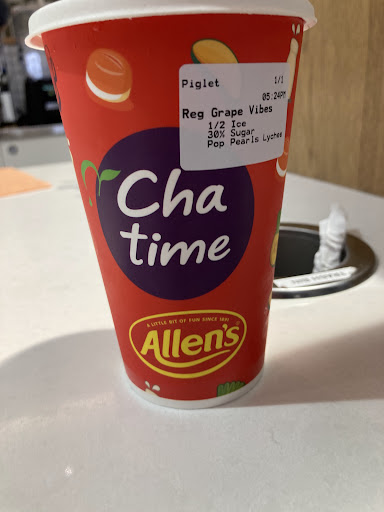 Piglet 1/1
05:24PM
Reg Grape Vibes
1/2 Ice
30% Sugar
Pop Pearls Lychee
Cha
time
A LITTLE BIT OF FUN SINCE 1891
Allen's